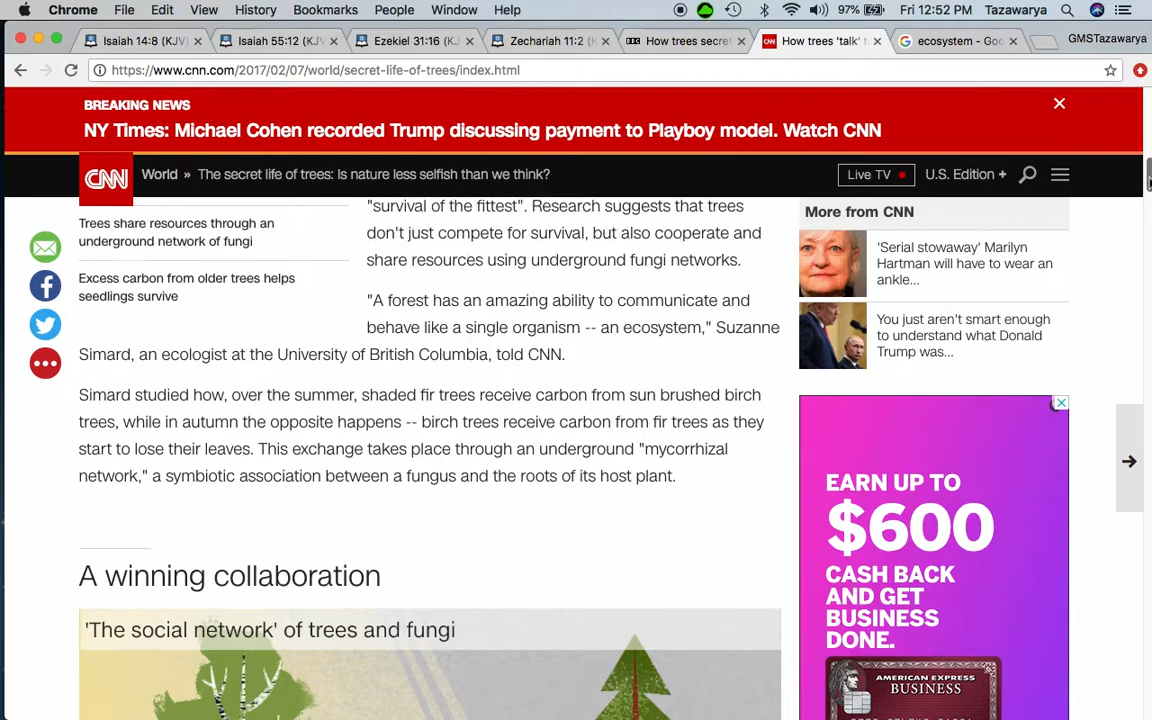 Chrome File Edit View History Bookmarks People Window Help 97% Fri 12:52 PM Tazawarya
Isaiah 14:8 (KJV) Isaiah 55:12 (KJV) Ezekiel 31:16 (KJV) Zechariah 11:2 ( How trees secret How trees 'talk' t ecosystem - Goo GMSTazawarya
https://www.cnn.com/2017/02/07/world/secret-life-of-trees/index.html
BREAKING NEWS
NY Times: Michael Cohen recorded Trump discussing payment to Playboy model. Watch CNN
CNN World » The secret life of trees: Is nature less selfish than we think? Live TV U.S. Edition +
Trees share resources through an
underground network of fungi
Excess carbon from older trees helps
seedlings survive
"survival of the fittest". Research suggests that trees
don't just compete for survival, but also cooperate and
share resources using underground fungi networks.
"A forest has an amazing ability to communicate and
behave like a single organism -- an ecosystem," Suzanne
Simard, an ecologist at the University of British Columbia, told CNN.
Simard studied how, over the summer, shaded fir trees receive carbon from sun brushed birch
trees, while in autumn the opposite happens -- birch trees receive carbon from fir trees as they
start to lose their leaves. This exchange takes place through an underground "mycorrhizal
network," a symbiotic association between a fungus and the roots of its host plant.
A winning collaboration
'The social network' of trees and fungi
More from CNN
'Serial stowaway' Marilyn
Hartman will have to wear an
ankle...
You just aren't smart enough
to understand what Donald
Trump was...
EARN UP TO
$600
CASH BACK
AND GET
BUSINESS
DONE.
AMERICAN EXPRESS
BUSINESS